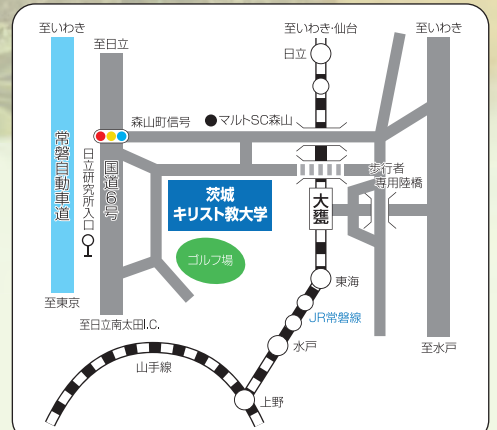 至いわき
至いわき・仙台
至いわき
至日立
日立
森山町信号
●マルトSC森山
常磐自動車道
国道6号
日立研究所入口
歩行者
専用陸橋
茨城
キリスト教大学
大甕
ゴルフ場
東海
至東京
JR常磐線
至日立南太田I.C.
水戸
至水戸
山手線
上野